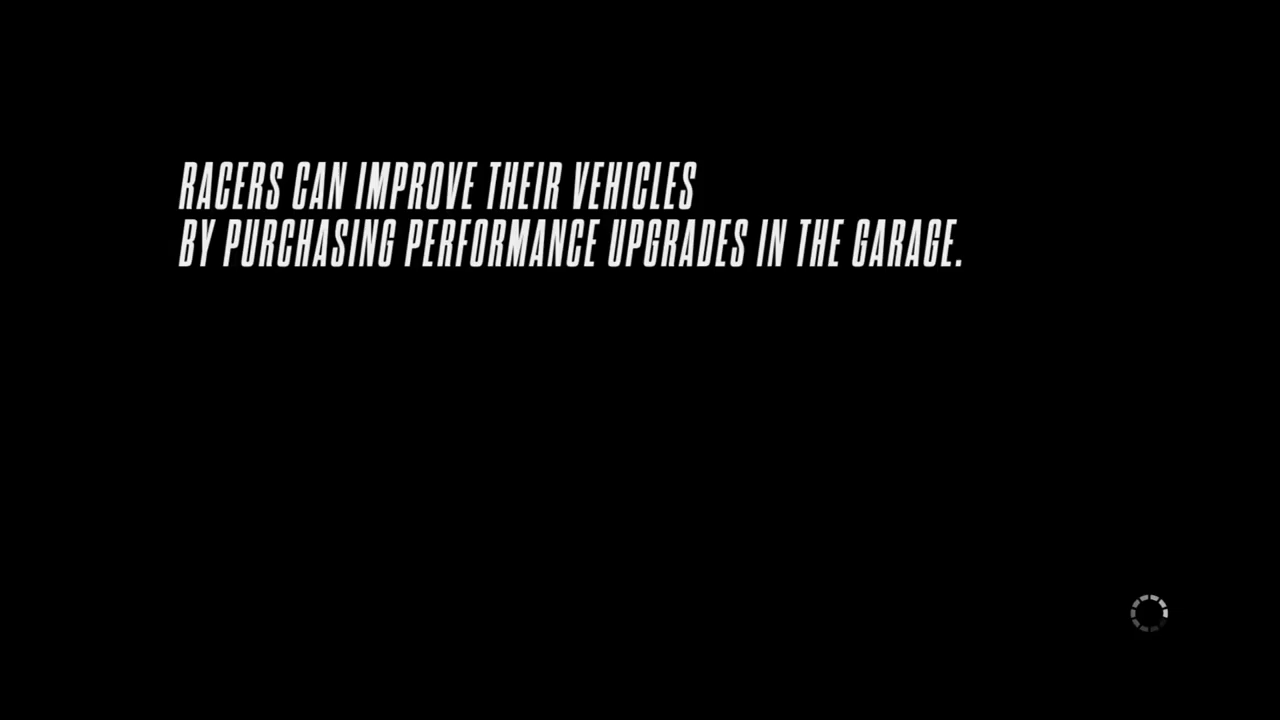 RACERS CAN IMPROVE THEIR VEHICLES
BY PURCHASING PERFORMANCE UPGRADES IN THE GARAGE.